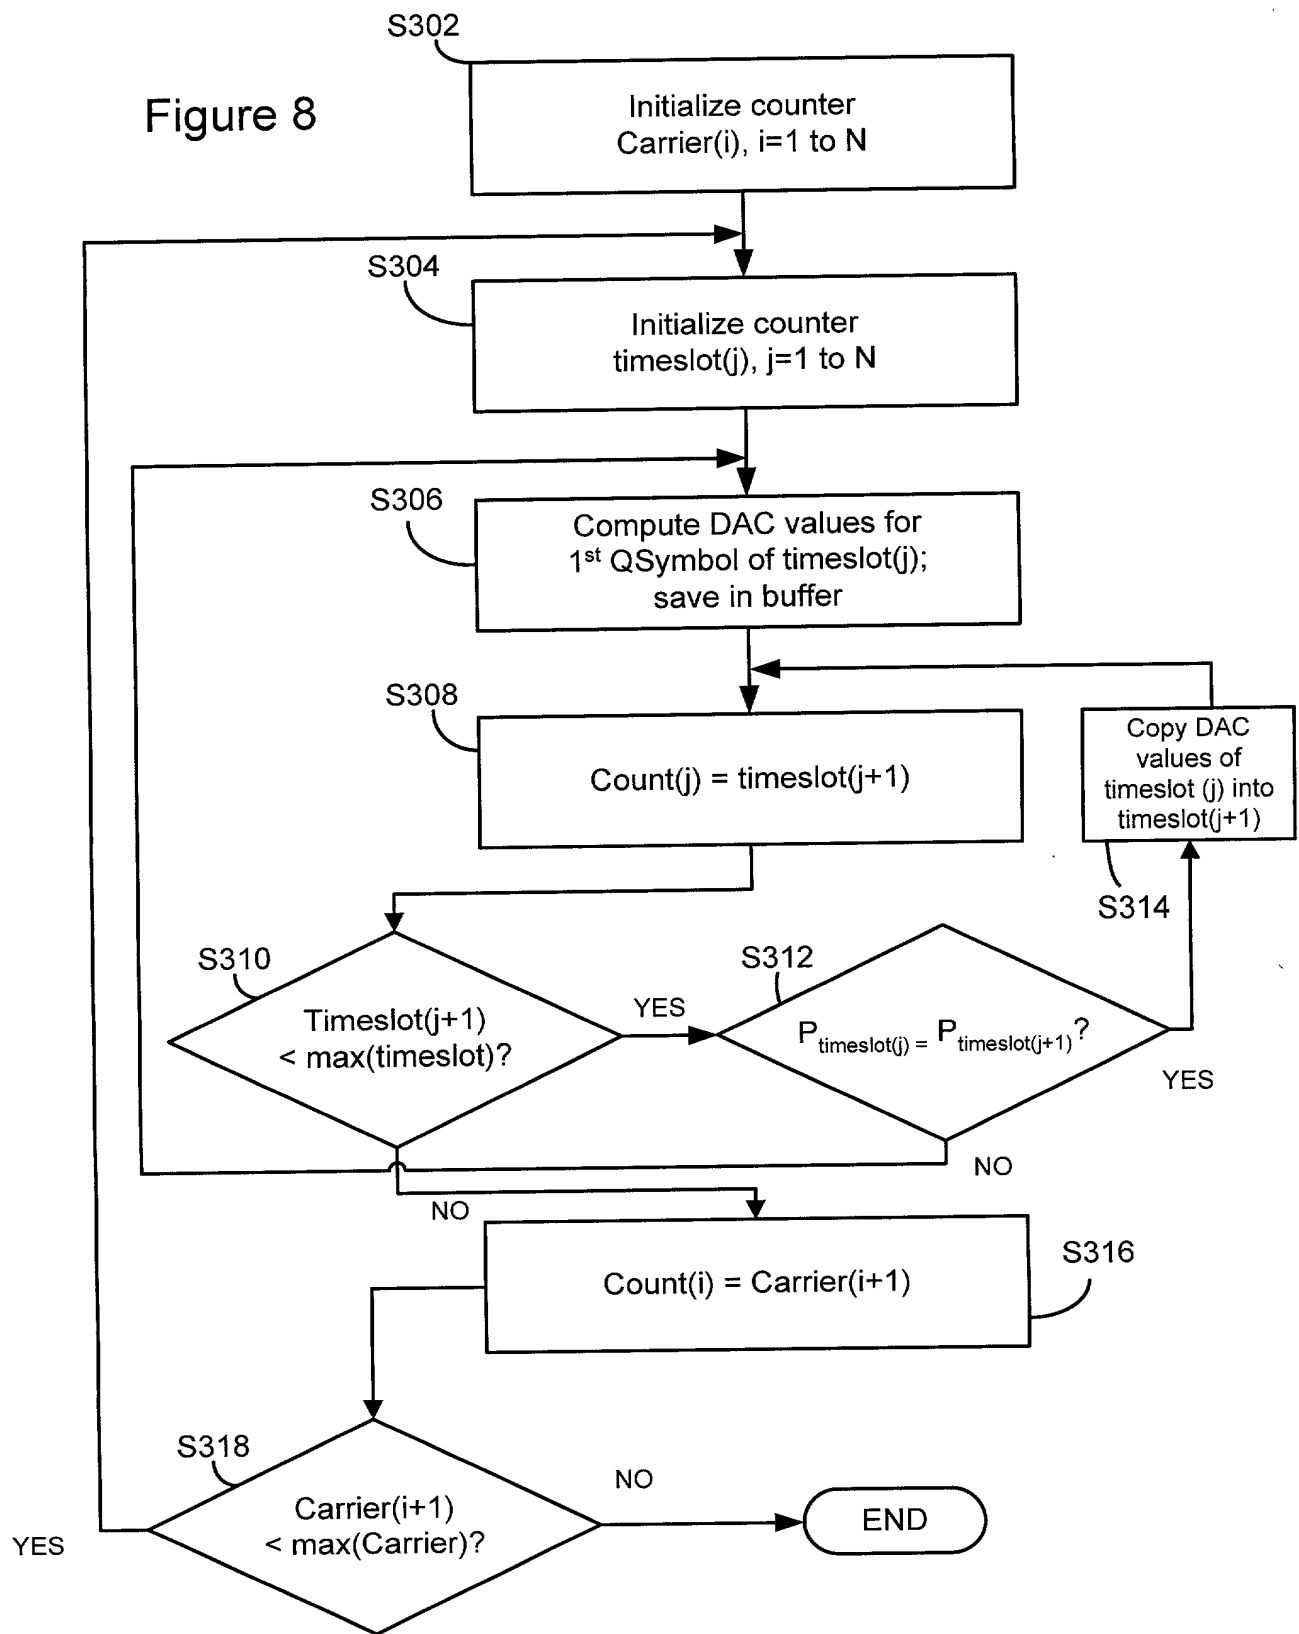 S302
Figure 8
Initialize counter
Carrier(i), i=1 to N
S304
Initialize counter
timeslot(j), j=1 to N
S306
Compute DAC values for
1st QSymbol of timeslot(j);
save in buffer
S308
Count(j) = timeslot(j+1)
Copy DAC
values of
timeslot (j) into
timeslot(j+1)
S314
S310
Timeslot(j+1)
< max(timeslot)?
YES
S312
Ptimeslot(j) = Ptimeslot(j+1)?
YES
NO
NO
Count(i) = Carrier(i+1)
S316
S318
Carrier(i+1)
< max(Carrier)?
YES
NO
END